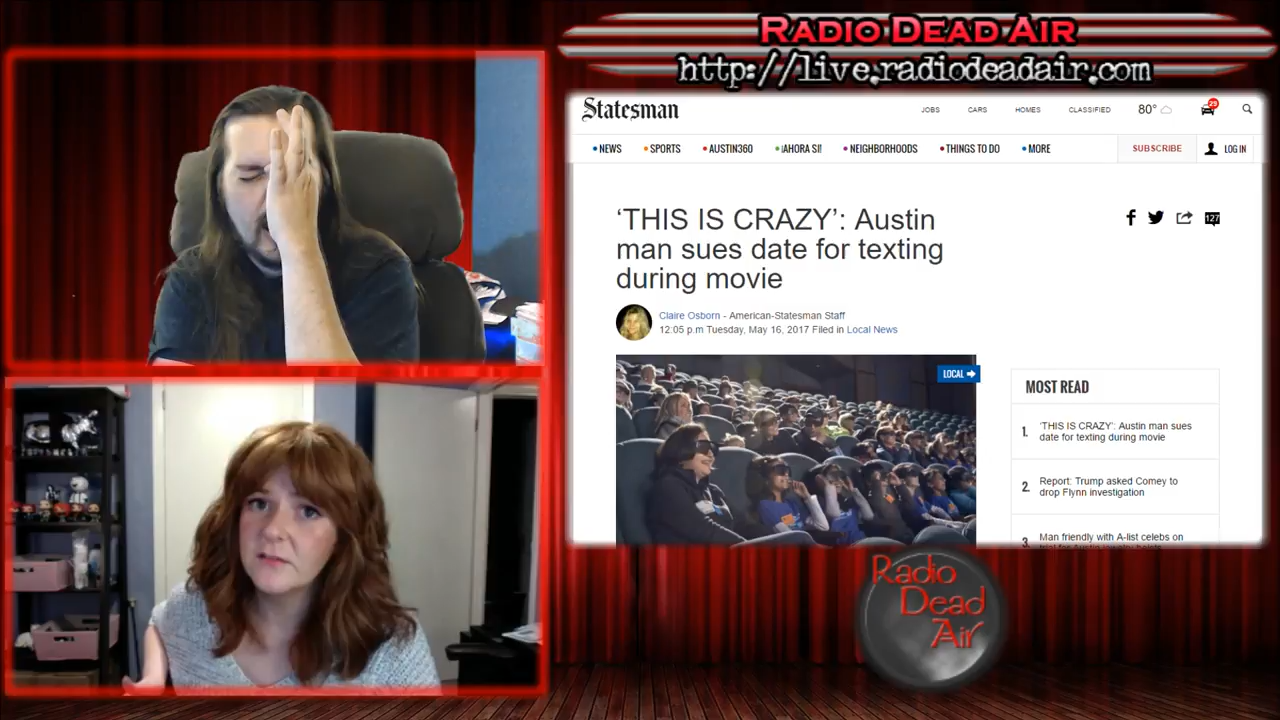 RADIO DEAD AIR
http://live.radiodeadair.com
Statesman
JOBS CARS HOMES CLASSIFIED 80° 29
NEWS SPORTS AUSTIN360 ¡AHORA SI! NEIGHBORHOODS THINGS TO DO MORE SUBSCRIBE LOG IN
‘THIS IS CRAZY’: Austin
man sues date for texting
during movie
127
Claire Osborn - American-Statesman Staff
12:05 p.m Tuesday, May 16, 2017 Filed in Local News
LOCAL
MOST READ
1. ‘THIS IS CRAZY’: Austin man sues
date for texting during movie
2. Report: Trump asked Comey to
drop Flynn investigation
3. Man friendly with A-list celebs on
Radio
Dead
Air